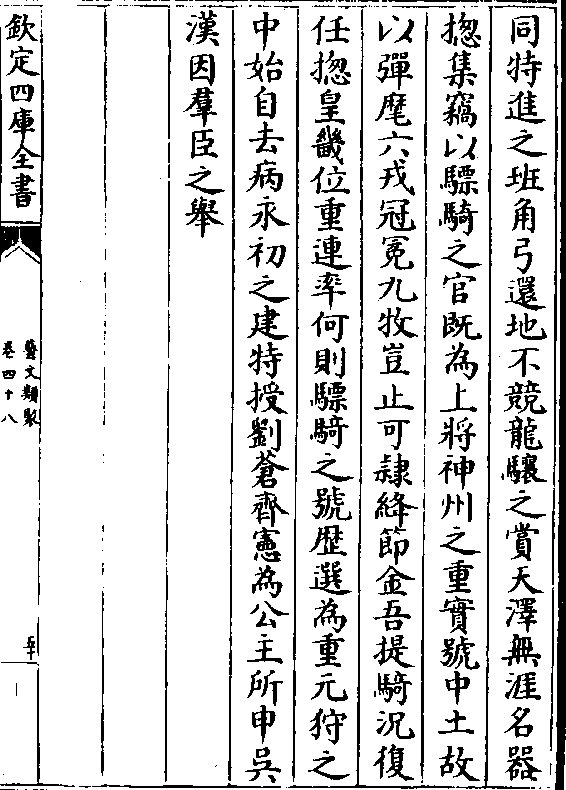 同特進之班角弓還地不競龍驤之賞天澤無涯名器
揔集竊以驃騎之官既為上將神州之重實號中土故
以彈麾六戎冠冕九牧豈止可隷絳節金吾提騎況復
任揔皇畿位重連率何則驃騎之號歴選為重元狩之
中始自去病永初之建特授劉蒼齊憲為公主所申吳
漢因羣臣之舉
欽定四庫全書
藝文類聚
卷四十八